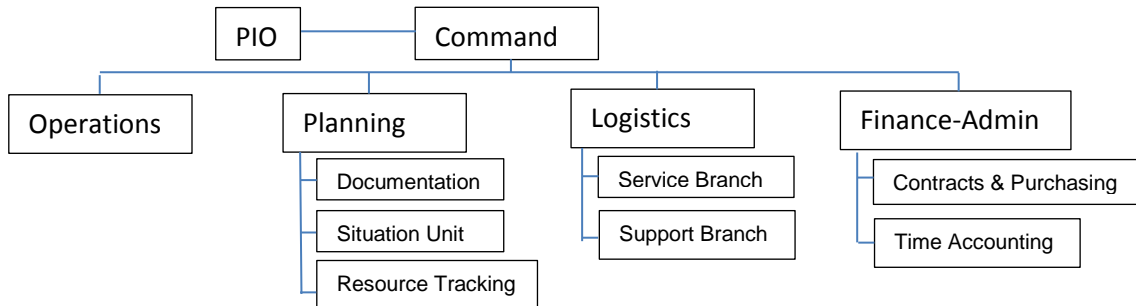 PIO
Command
Operations
Planning
Logistics
Finance-Admin
Documentation
Situation Unit
Resource Tracking
Service Branch
Support Branch
Contracts & Purchasing
Time Accounting